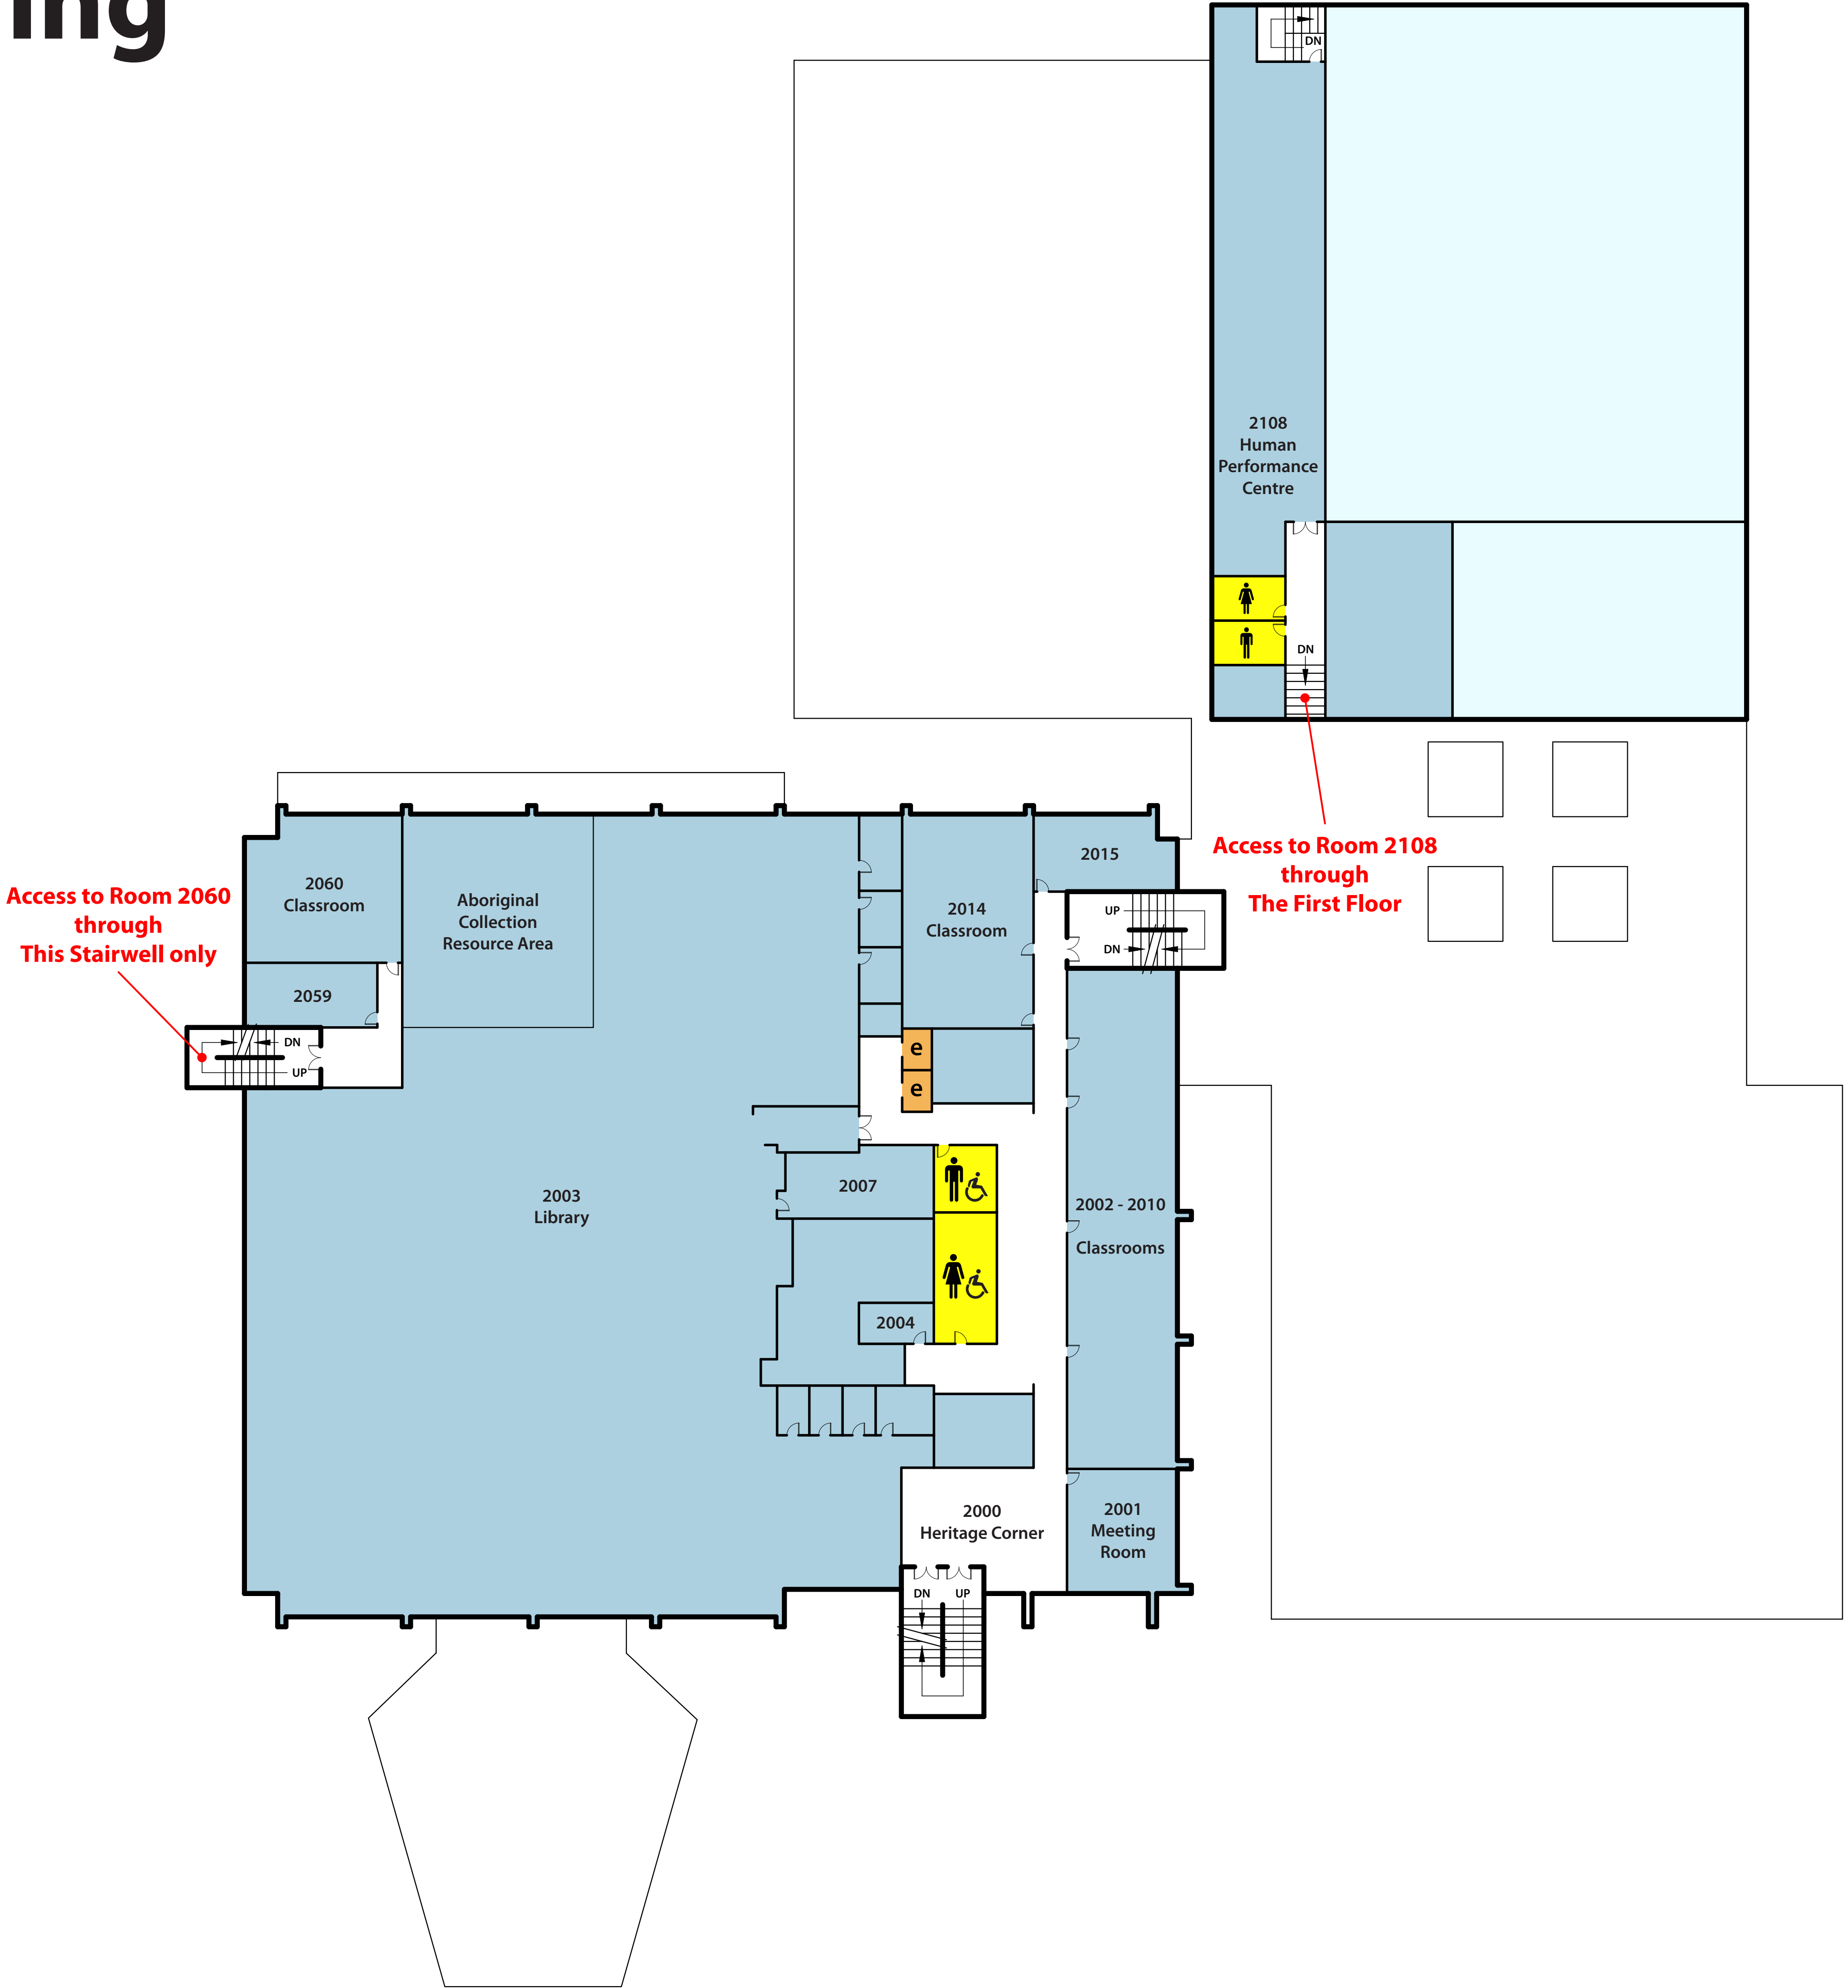 ing
DN
2108
Human
Performance
Centre
DN
Access to Room 2108
through
The First Floor
2015
2060
Classroom
Access to Room 2060
through
This Stairwell only
Aboriginal
Collection
Resource Area
2014
Classroom
UP
DN
2059
DN
UP
e
e
2007
2003
Library
2002 - 2010
Classrooms
2004
2000
Heritage Corner
2001
Meeting
Room
DN UP